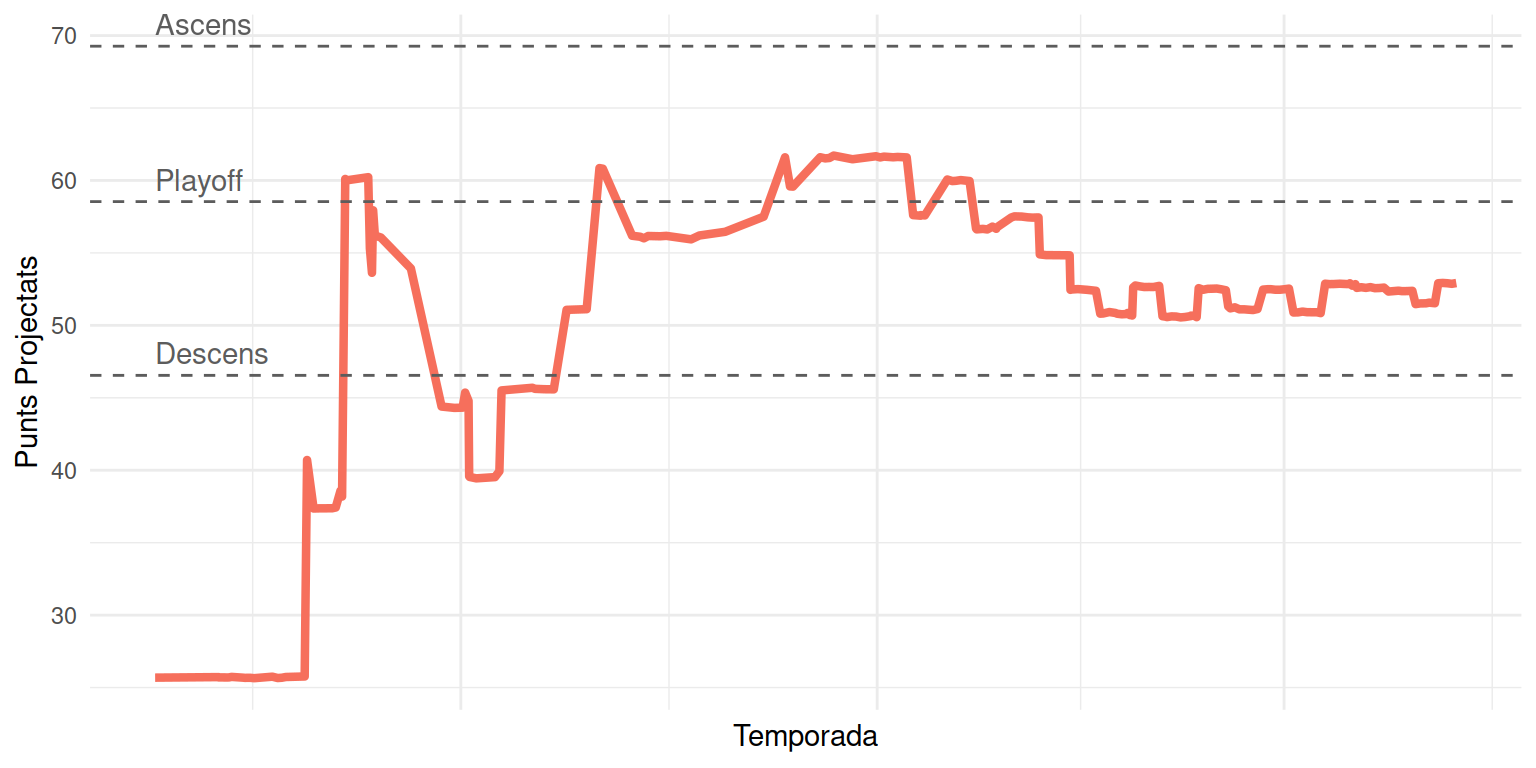 Ascens
70
Playoff
60
50
Descens
40
30
Punts Projectats
Temporada